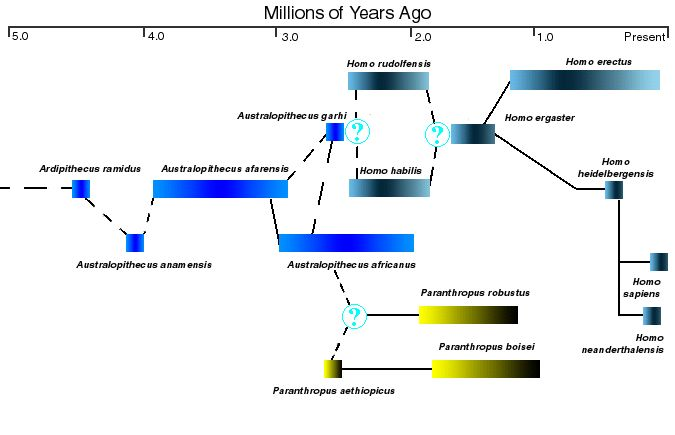 Millions of Years Ago
5.0 4.0 3.0 2.0 1.0 Present
Homo rudolfensis
Homo erectus
Australopithecus garhi
?
?
Homo ergaster
Ardipithecus ramidus
Australopithecus afarensis
Homo habilis
Homo
heidelbergensis
Australopithecus anamensis
Australopithecus africanus
Homo
sapiens
Paranthropus robustus
?
Homo
neanderthalensis
Paranthropus boisei
Paranthropus aethiopicus